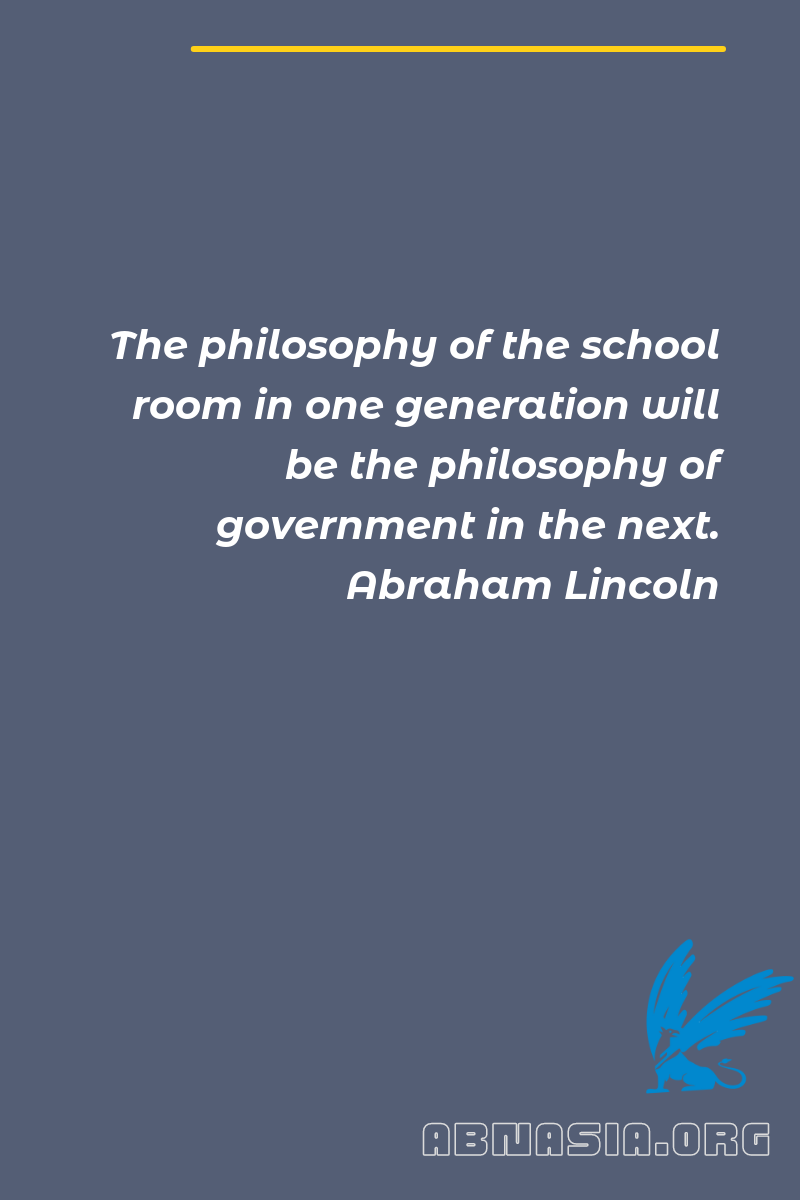 The philosophy of the school
room in one generation will
be the philosophy of
government in the next.
Abraham Lincoln
ABNASIA.ORG